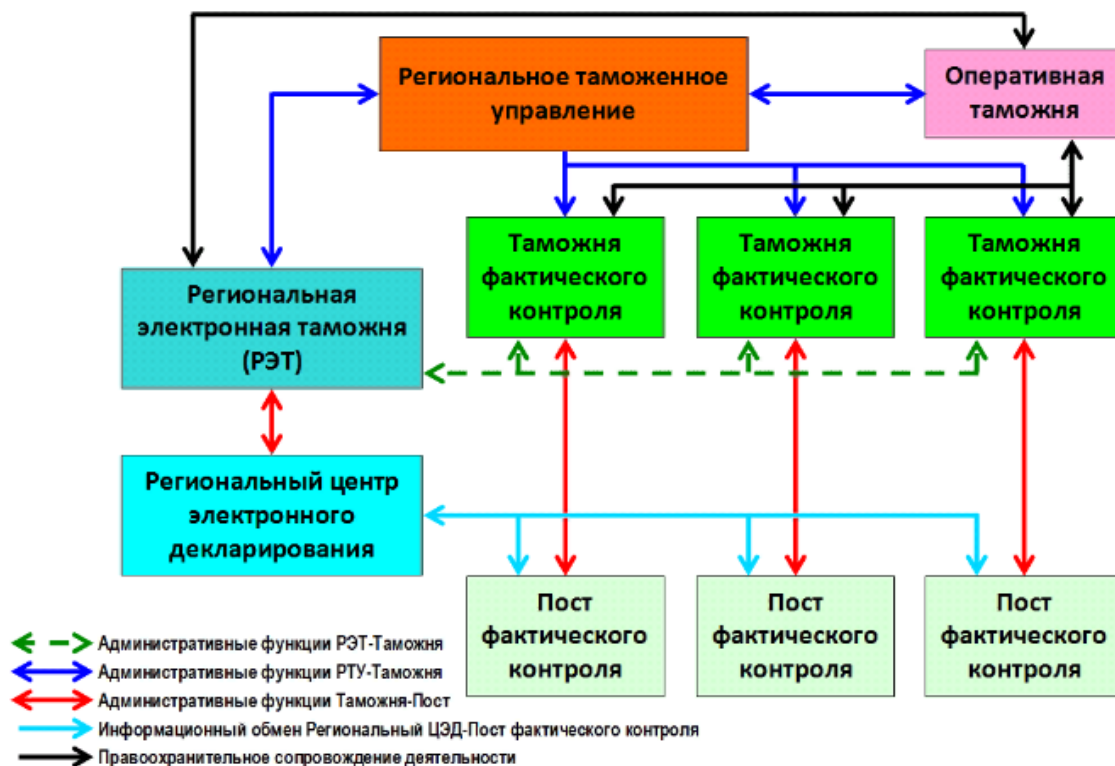 Региональное таможенное
управление
Оперативная
таможня
Региональная
электронная таможня
(РЭТ)
Таможня
фактического
контроля
Таможня
фактического
контроля
Таможня
фактического
контроля
Региональный центр
электронного
декларирования
Пост
фактического
контроля
Пост
фактического
контроля
Пост
фактического
контроля
Административные функции РЭТ-Таможня
Административные функции РТУ-Таможня
Административные функции Таможня-Пост
Информационный обмен Региональный ЦЭД-Пост фактического контроля
Правоохранительное сопровождение деятельности